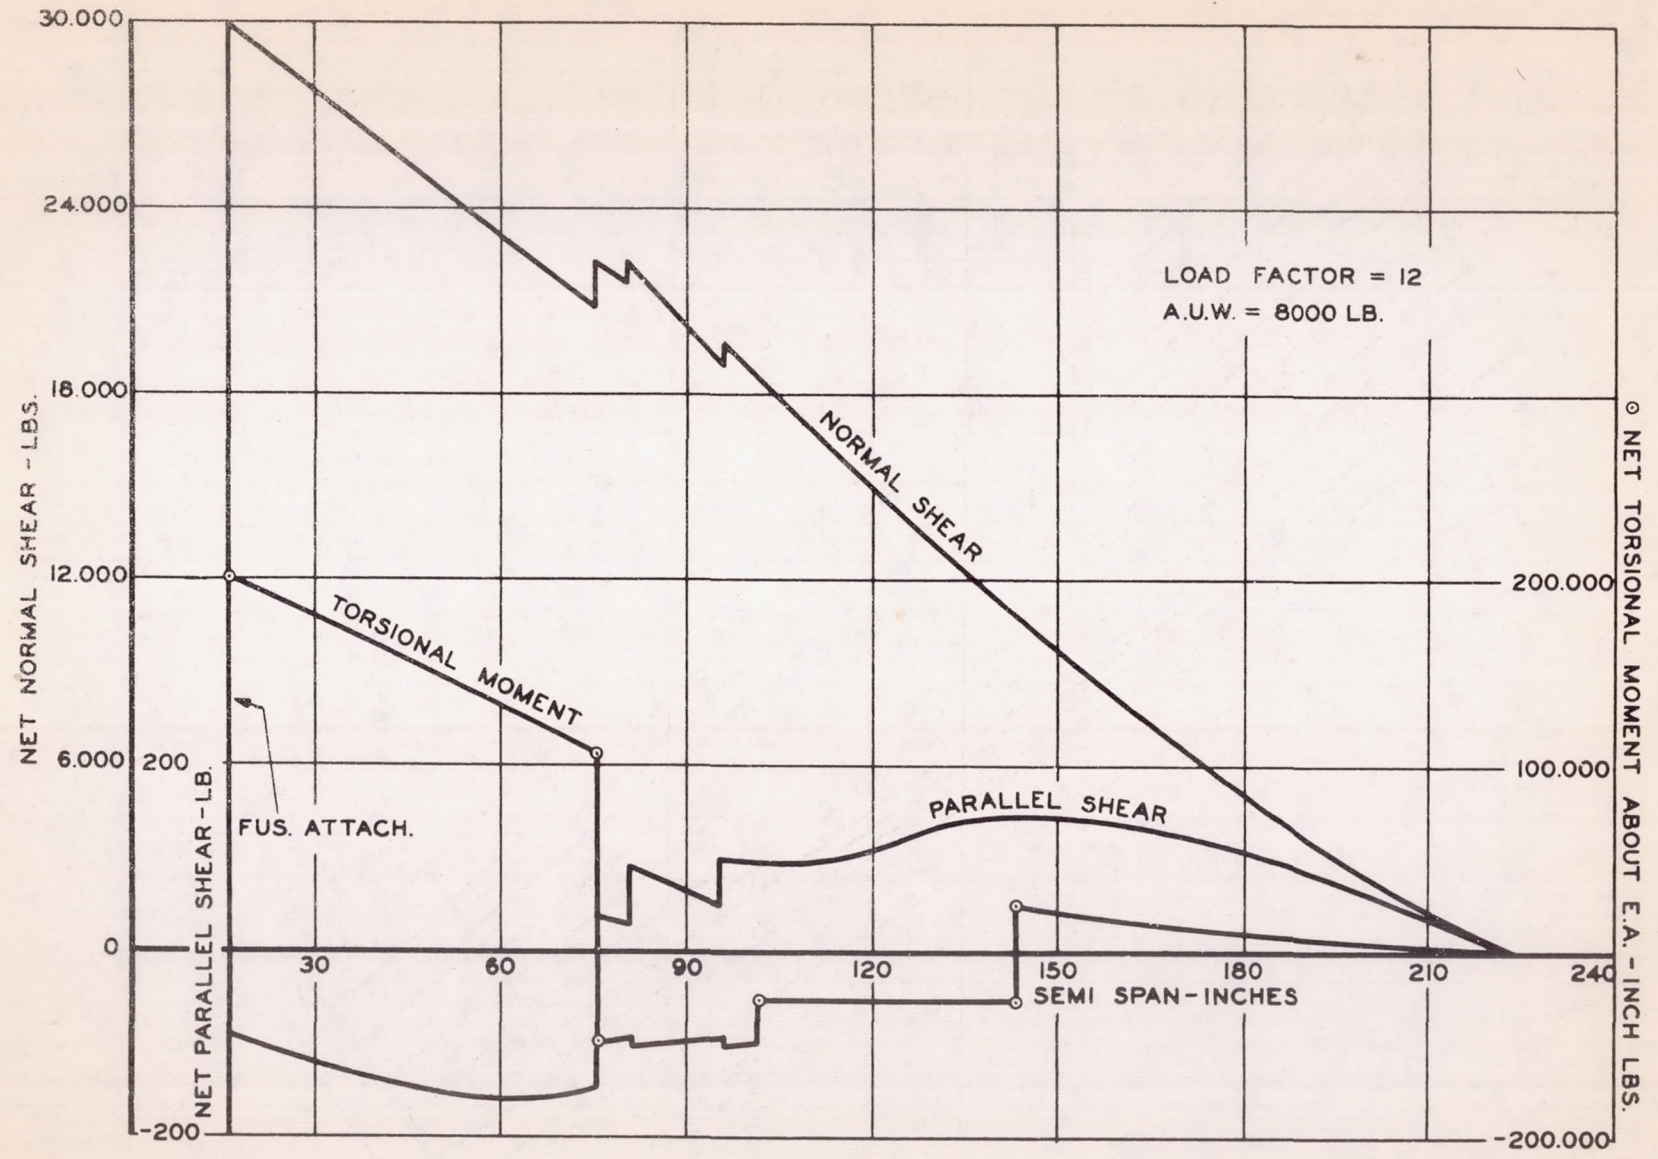 30.000
24.000
18.000
12.000
6.000
0
200
-200
NET NORMAL SHEAR - LBS.
NET PARALLEL SHEAR-LB.
LOAD FACTOR = 12
A.U.W. = 8000 LB.
NORMAL SHEAR
TORSIONAL MOMENT
FUS. ATTACH.
PARALLEL SHEAR
30 60 90 120 150 180 210 240
SEMI SPAN-INCHES
200.000
100.000
-200.000
NET TORSIONAL MOMENT ABOUT E.A.-INCH LBS.